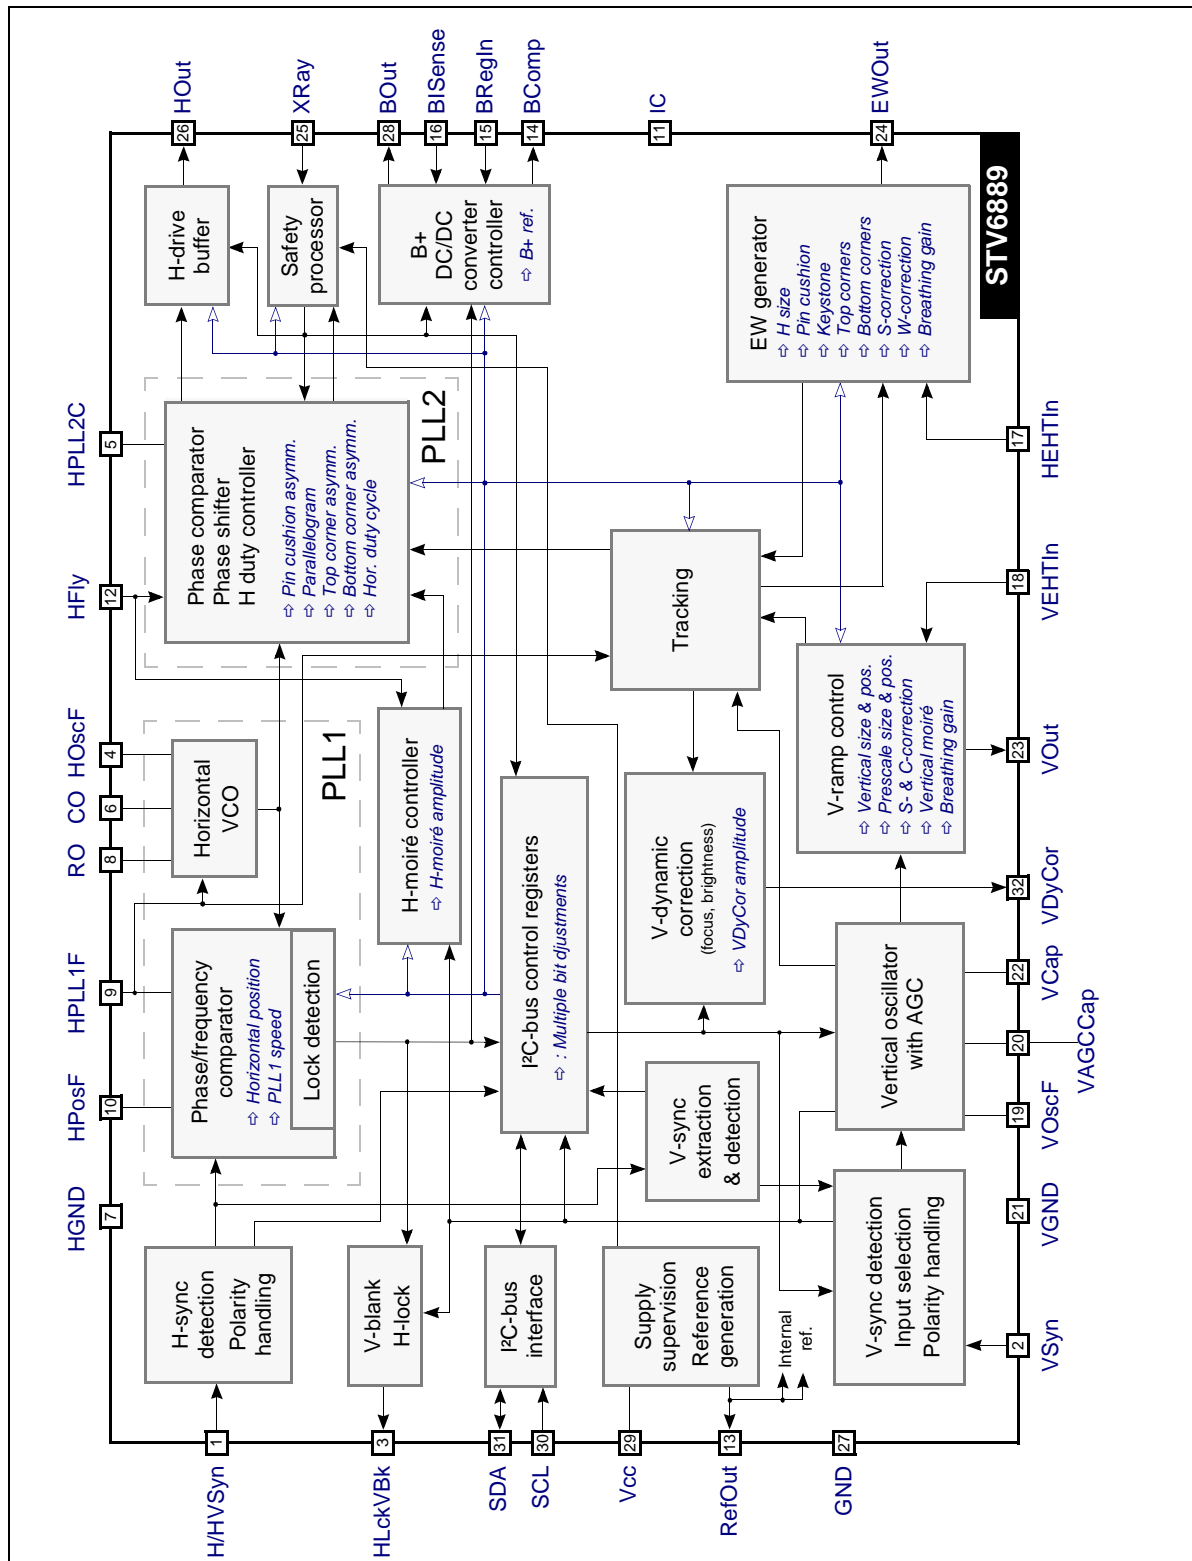 HGND
HPosF
HPLL1F
RO
CO
HOscF
HFly
HPLL2C
7
10
9
8
6
4
12
5
H/HVSyn
1
H-sync
detection
Polarity
handling
Phase/frequency
comparator
⇨ Horizontal position
⇨ PLL1 speed
Lock detection
Horizontal
VCO
PLL1
Phase comparator
Phase shifter
H duty controller
⇨ Pin cushion asymm.
⇨ Parallelogram
⇨ Top corner asymm.
⇨ Bottom corner asymm.
⇨ Hor. duty cycle
PLL2
H-drive
buffer
26
HOut
Safety
processor
25
XRay
HLckVBk
3
V-blank
H-lock
H-moiré controller
⇨ H-moiré amplitude
B+
DC/DC
converter
controller
⇨ B+ ref.
28
BOut
16
BISense
15
BRegIn
14
BComp
SDA
31
SCL
30
I²C-bus
interface
I²C-bus control registers
⇨ : Multiple bit djustments
Vcc
29
RefOut
13
Supply
supervision
Reference
generation
Internal
ref.
V-sync
extraction
& detection
V-dynamic
correction
(focus, brightness)
⇨ VDyCor amplitude
Tracking
11
IC
GND
27
V-sync detection
Input selection
Polarity handling
Vertical oscillator
with AGC
V-ramp control
⇨ Vertical size & pos.
⇨ Prescale size & pos.
⇨ S- & C-correction
⇨ Vertical moiré
⇨ Breathing gain
EW generator
⇨ H size
⇨ Pin cushion
⇨ Keystone
⇨ Top corners
⇨ Bottom corners
⇨ S-correction
⇨ W-correction
⇨ Breathing gain
24
EWOut
STV6889
2
21
19
20
22
32
23
18
17
VSyn
VGND
VOscF
VAGCCap
VCap
VDyCor
VOut
VEHTIn
HEHTIn